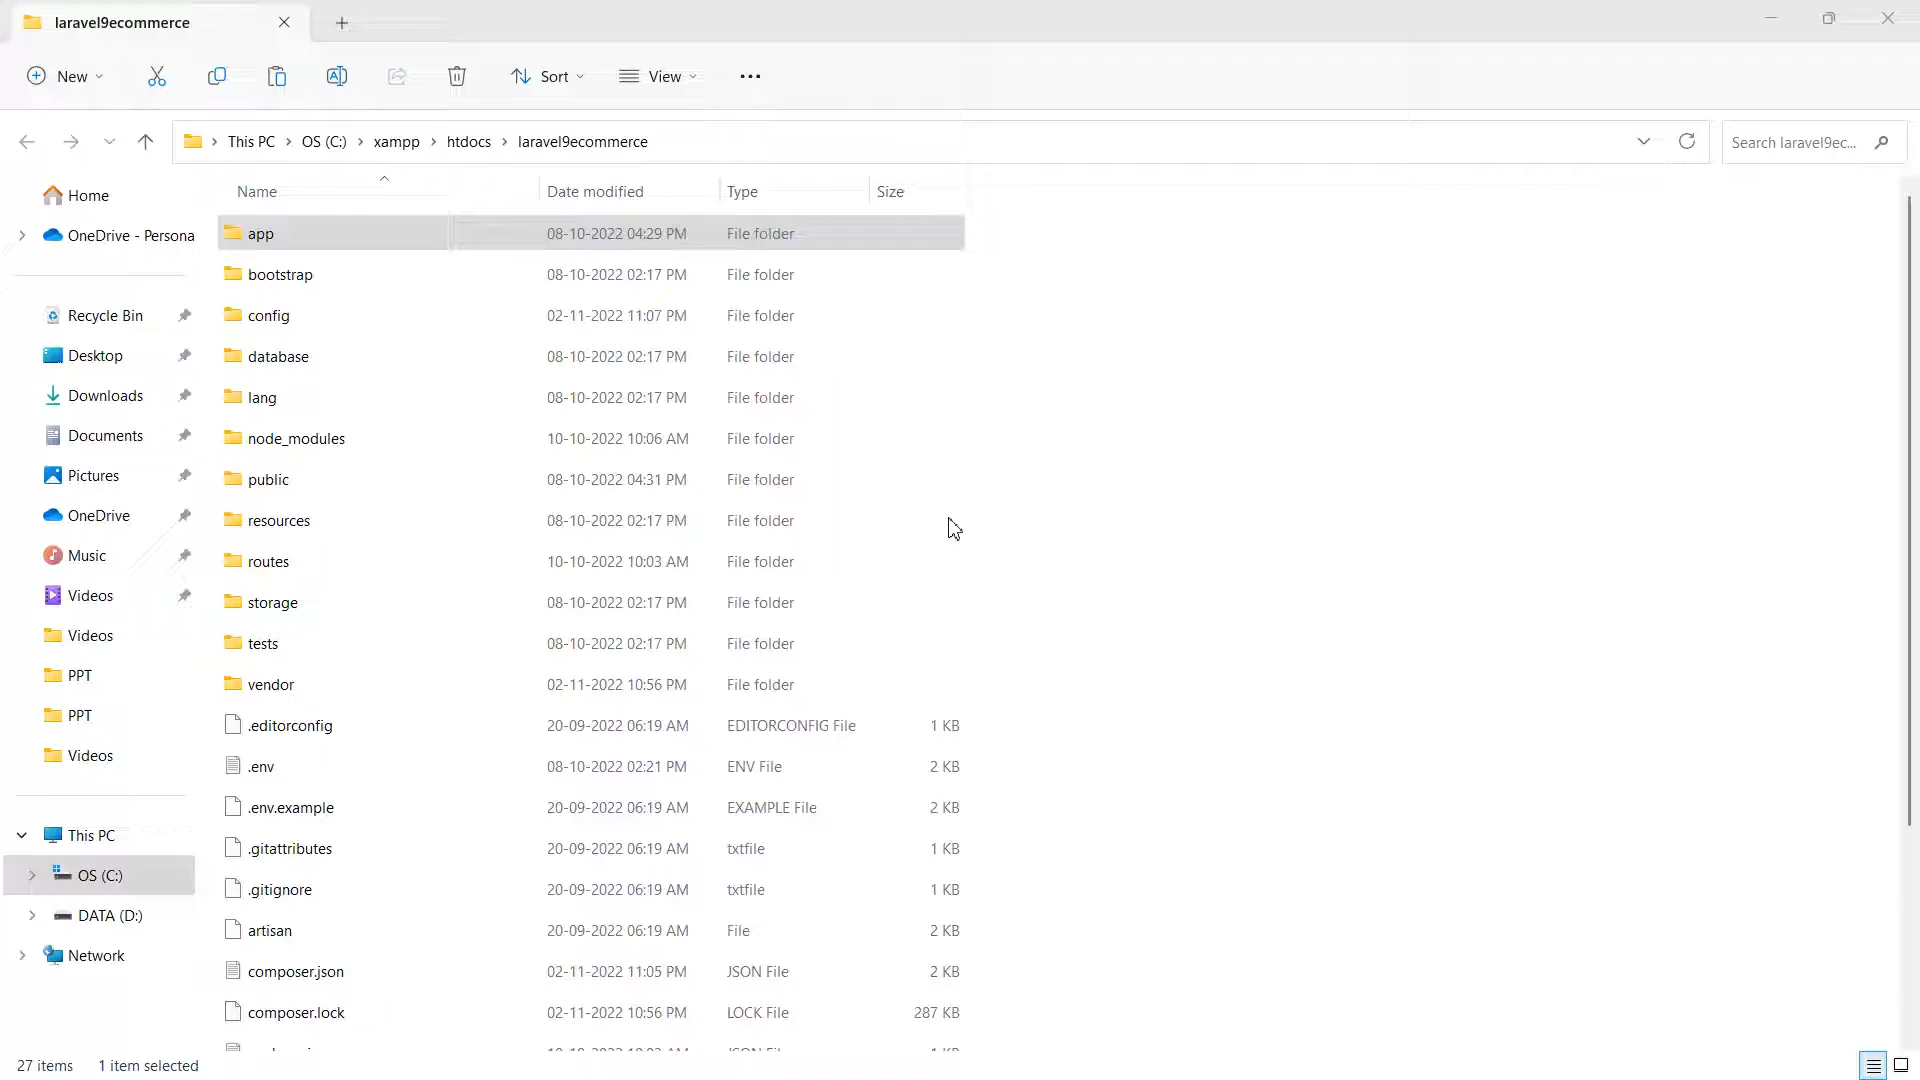 laravel9ecommerce
New
Sort
View
This PC
OS (C:)
xampp
htdocs
laravel9ecommerce
Search laravel9ec...
Home
OneDrive - Persona
Recycle Bin
Desktop
Downloads
Documents
Pictures
OneDrive
Music
Videos
Videos
PPT
PPT
Videos
This PC
OS (C:)
DATA (D:)
Network
Name Date modified Type Size
app 08-10-2022 04:29 PM File folder
bootstrap 08-10-2022 02:17 PM File folder
config 02-11-2022 11:07 PM File folder
database 08-10-2022 02:17 PM File folder
lang 08-10-2022 02:17 PM File folder
node_modules 10-10-2022 10:06 AM File folder
public 08-10-2022 04:31 PM File folder
resources 08-10-2022 02:17 PM File folder
routes 10-10-2022 10:03 AM File folder
storage 08-10-2022 02:17 PM File folder
tests 08-10-2022 02:17 PM File folder
vendor 02-11-2022 10:56 PM File folder
.editorconfig 20-09-2022 06:19 AM EDITORCONFIG File 1 KB
.env 08-10-2022 02:21 PM ENV File 2 KB
.env.example 20-09-2022 06:19 AM EXAMPLE File 2 KB
.gitattributes 20-09-2022 06:19 AM txtfile 1 KB
.gitignore 20-09-2022 06:19 AM txtfile 1 KB
artisan 20-09-2022 06:19 AM File 2 KB
composer.json 02-11-2022 11:05 PM JSON File 2 KB
composer.lock 02-11-2022 10:56 PM LOCK File 287 KB
27 items 1 item selected